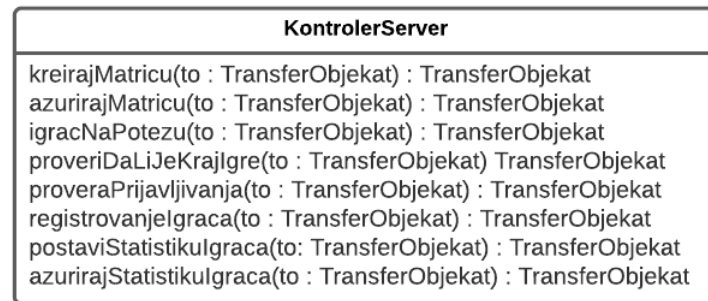 KontrolerServer
kreirajMatricu(to : TransferObjekat) : TransferObjekat
azurirajMatricu(to : TransferObjekat) : TransferObjekat
igracNaPotezu(to : TransferObjekat) : TransferObjekat
proveriDaLiJeKrajIgre(to : TransferObjekat) TransferObjekat
proveraPrijavljivanja(to : TransferObjekat) : TransferObjekat
registrovanjeIgraca(to : TransferObjekat) : TransferObjekat
postaviStatistikuIgraca(to: TransferObjekat) : TransferObjekat
azurirajStatistikuIgraca(to : TransferObjekat) : TransferObjekat